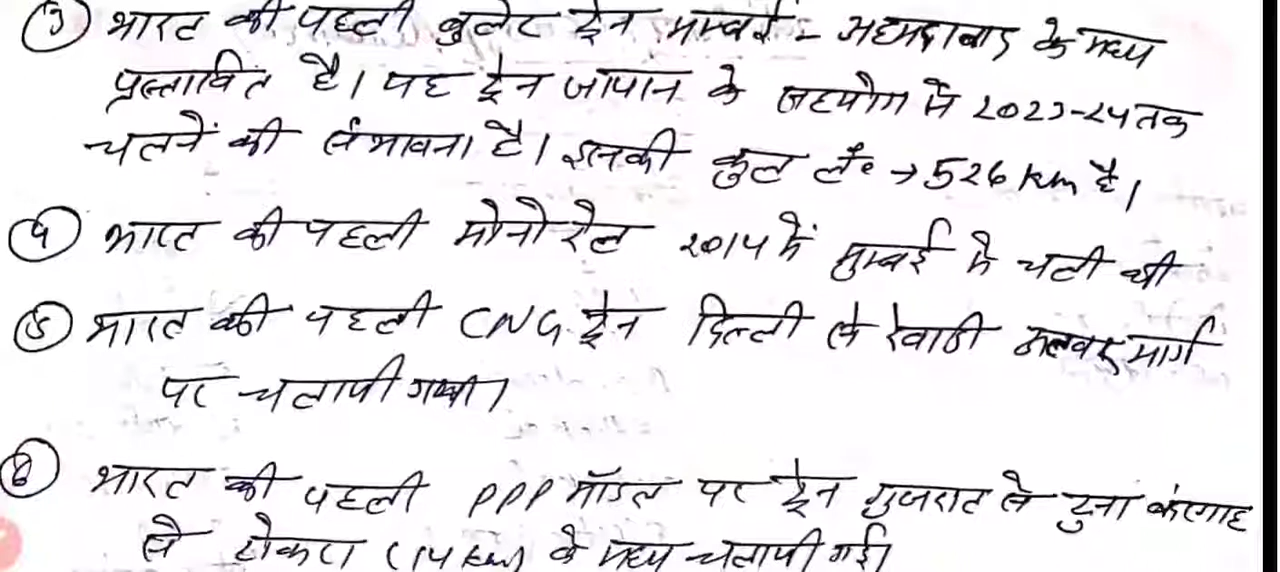 ③ भारत की पहली बुलेट ट्रेन मुम्बई - अहमदाबाद के मध्य
प्रस्तावित है। यह ट्रेन जापान के सहयोग से 2023-24 तक
चलने की संभावना है। इसकी कुल लं० → 526 km है।
④ भारत की पहली मोनो रेल 2014 में मुम्बई में चली थी
⑤ भारत की पहली CNG ट्रेन दिल्ली से रेवाड़ी अलवर मार्ग
पर चलायी गयी।
⑥ भारत की पहली PPP मॉडल पर ट्रेन गुजरात से टुना बंदरगाह
से टेकरा (14 km) के मध्य चलायी गई।